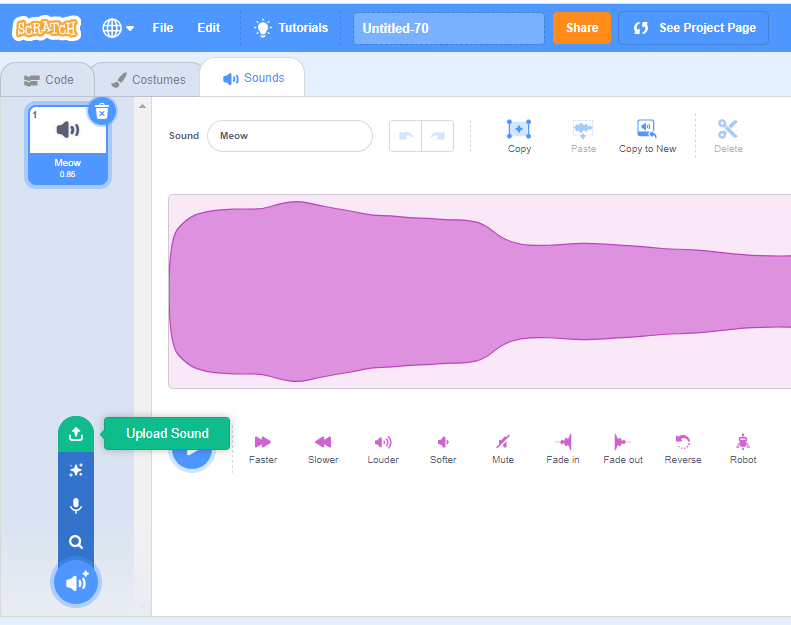 SCRATCH File Edit Tutorials Untitled-70 Share See Project Page
Code Costumes Sounds
1
Meow
0.85
Sound Meow Copy Paste Copy to New Delete
Upload Sound
Faster Slower Louder Softer Mute Fade in Fade out Reverse Robot